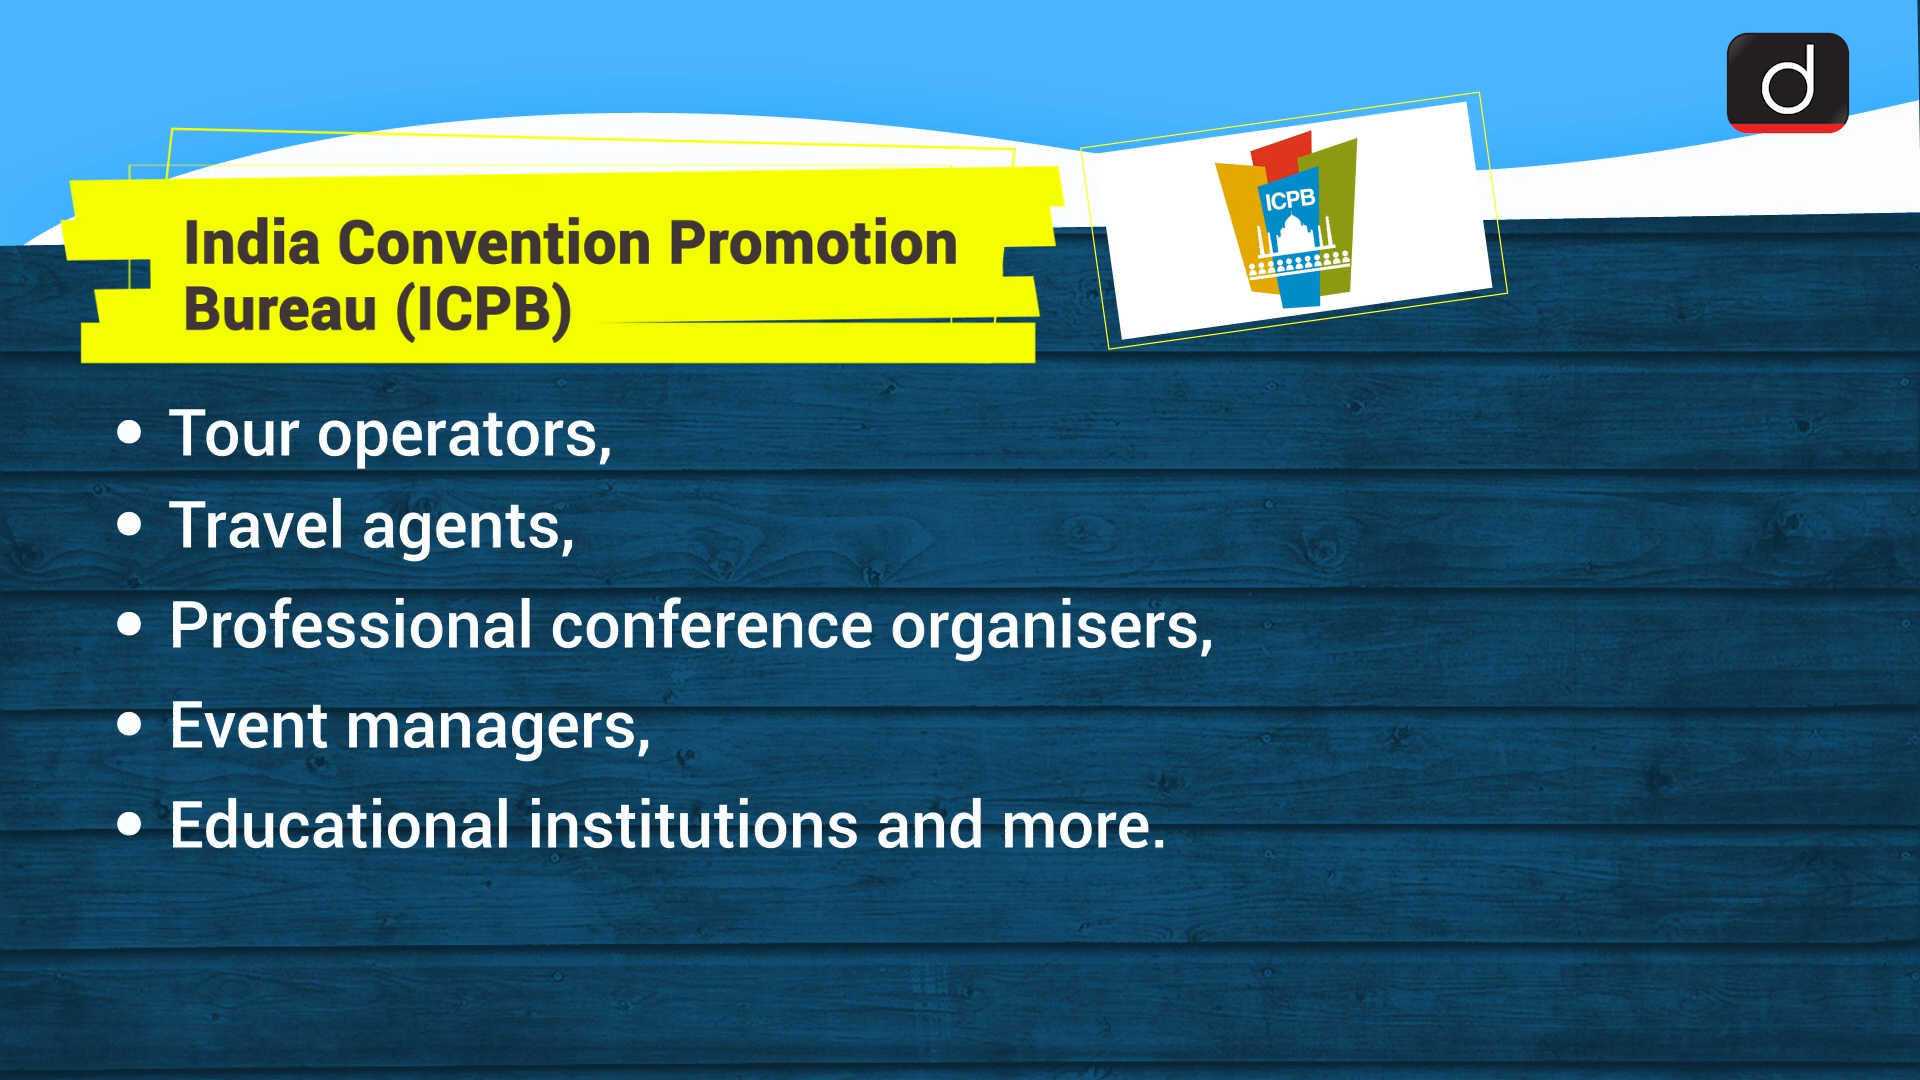 d
India Convention Promotion
Bureau (ICPB)
ICPB
• Tour operators,
• Travel agents,
• Professional conference organisers,
• Event managers,
• Educational institutions and more.